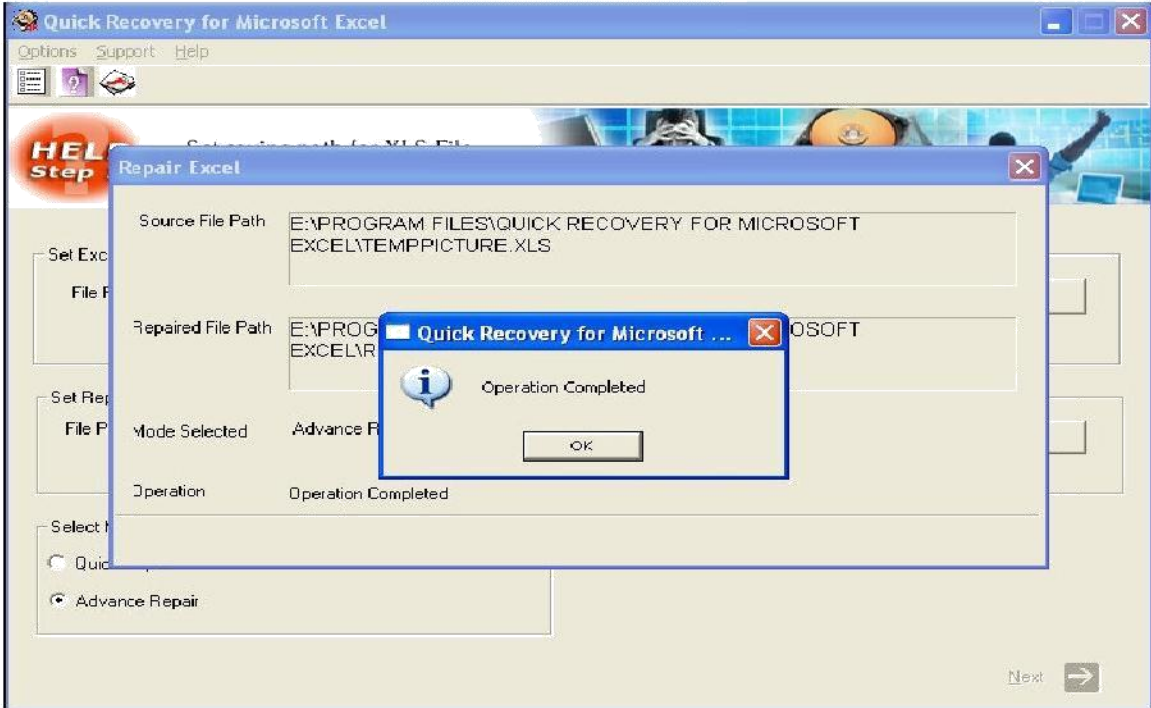 Quick Recovery for Microsoft Excel
Options Support Help
HEL
Step
Repair Excel
Source File Path
E:\PROGRAM FILES\QUICK RECOVERY FOR MICROSOFT
EXCEL\TEMPPICTURE.XLS
Set Exc
File P
Repaired File Path
E:\PROG
OSOFT
EXCEL\R
Quick Recovery for Microsoft ...
Operation Completed
OK
Set Rep
File P
Mode Selected
Advance R
Operation
Operation Completed
Select M
Quic
Advance Repair
Next